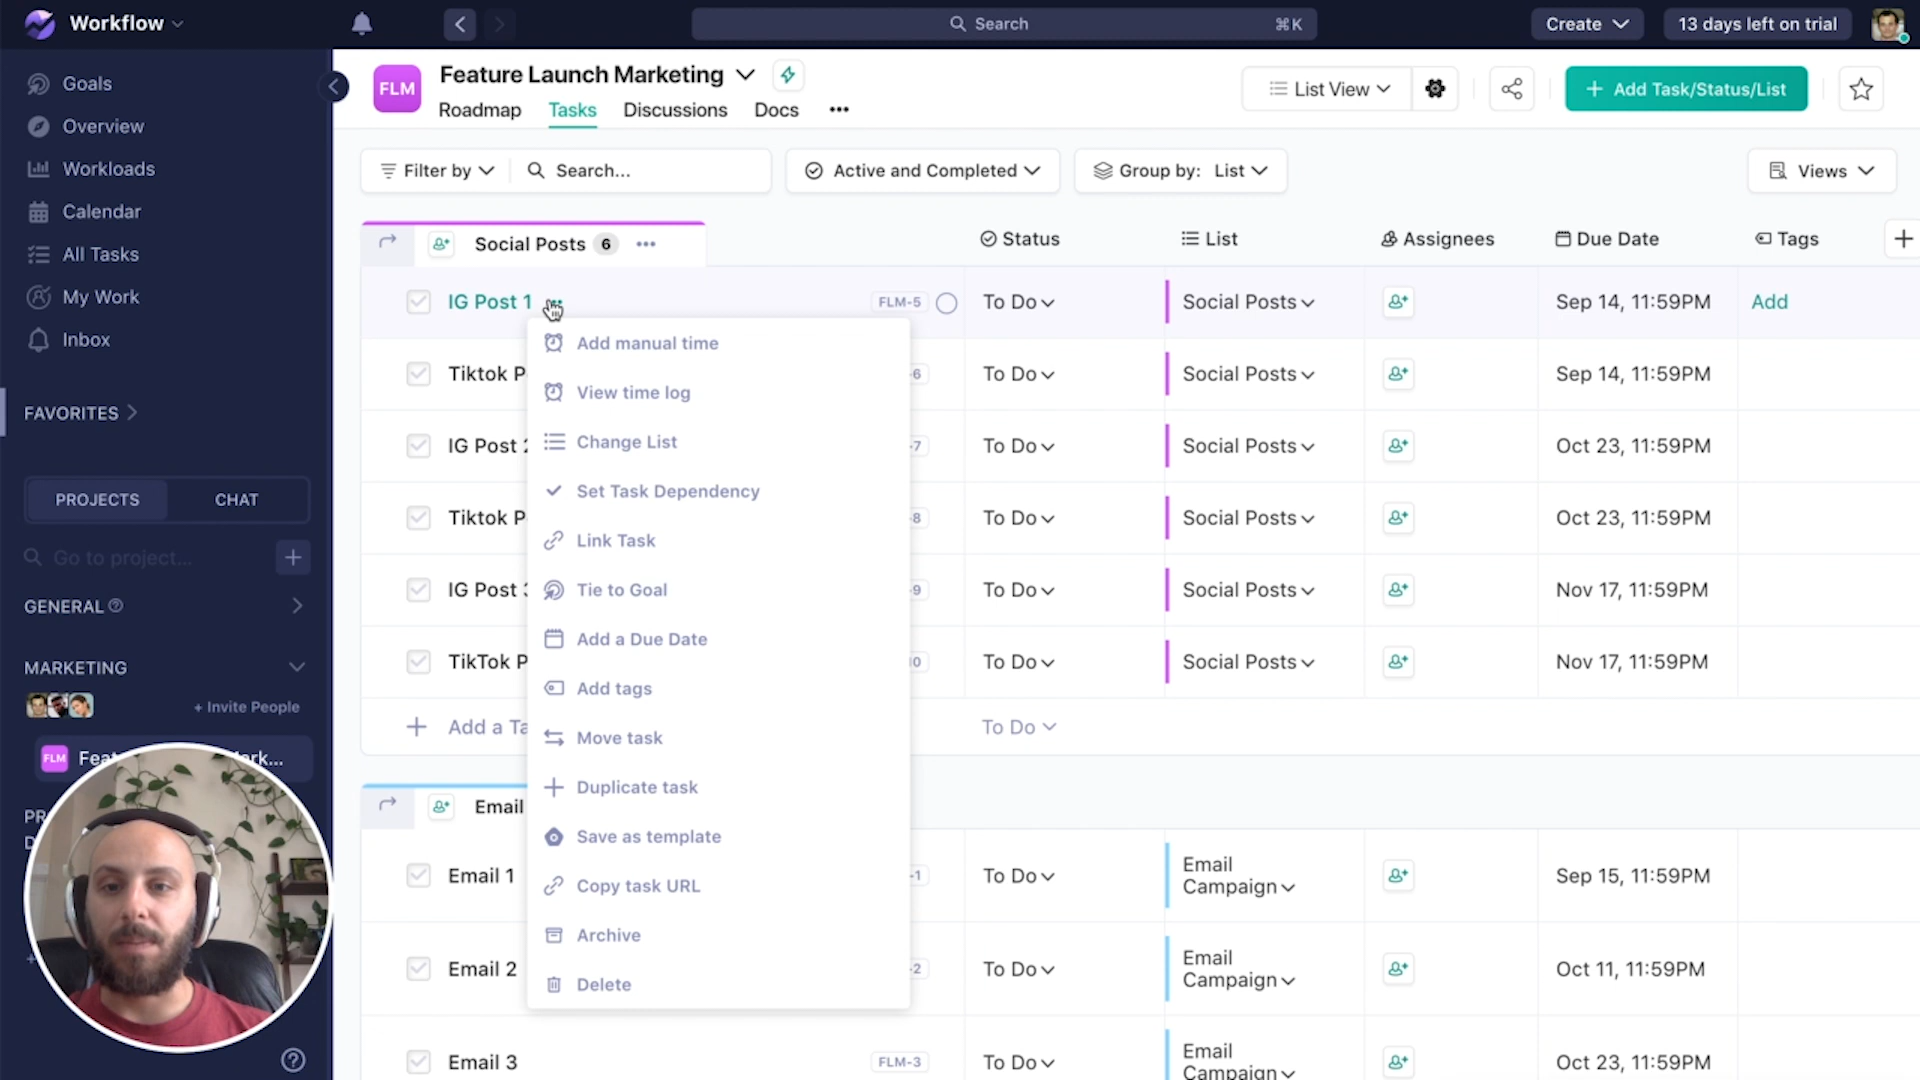 Workflow
Search
⌘K
Create
13 days left on trial
Goals
Overview
Workloads
Calendar
All Tasks
My Work
Inbox
FAVORITES
PROJECTS
CHAT
Go to project...
GENERAL
MARKETING
+ Invite People
FLM
FLM
Feature Launch Marketing
Roadmap
Tasks
Discussions
Docs
List View
+ Add Task/Status/List
Filter by
Search...
Active and Completed
Group by: List
Views
Social Posts 6
Status
List
Assignees
Due Date
Tags
IG Post 1
FLM-5
To Do
Social Posts
Sep 14, 11:59PM
Add
Tiktok P
-6
To Do
Social Posts
Sep 14, 11:59PM
IG Post 2
-7
To Do
Social Posts
Oct 23, 11:59PM
Tiktok P
-8
To Do
Social Posts
Oct 23, 11:59PM
IG Post 3
-9
To Do
Social Posts
Nov 17, 11:59PM
TikTok P
0
To Do
Social Posts
Nov 17, 11:59PM
Add a Ta
To Do
Add manual time
View time log
Change List
Set Task Dependency
Link Task
Tie to Goal
Add a Due Date
Add tags
Move task
Duplicate task
Save as template
Copy task URL
Archive
Delete
Email
Email 1
-1
To Do
Email
Campaign
Sep 15, 11:59PM
Email 2
-2
To Do
Email
Campaign
Oct 11, 11:59PM
Email 3
FLM-3
To Do
Email
Campaign
Oct 23, 11:59PM